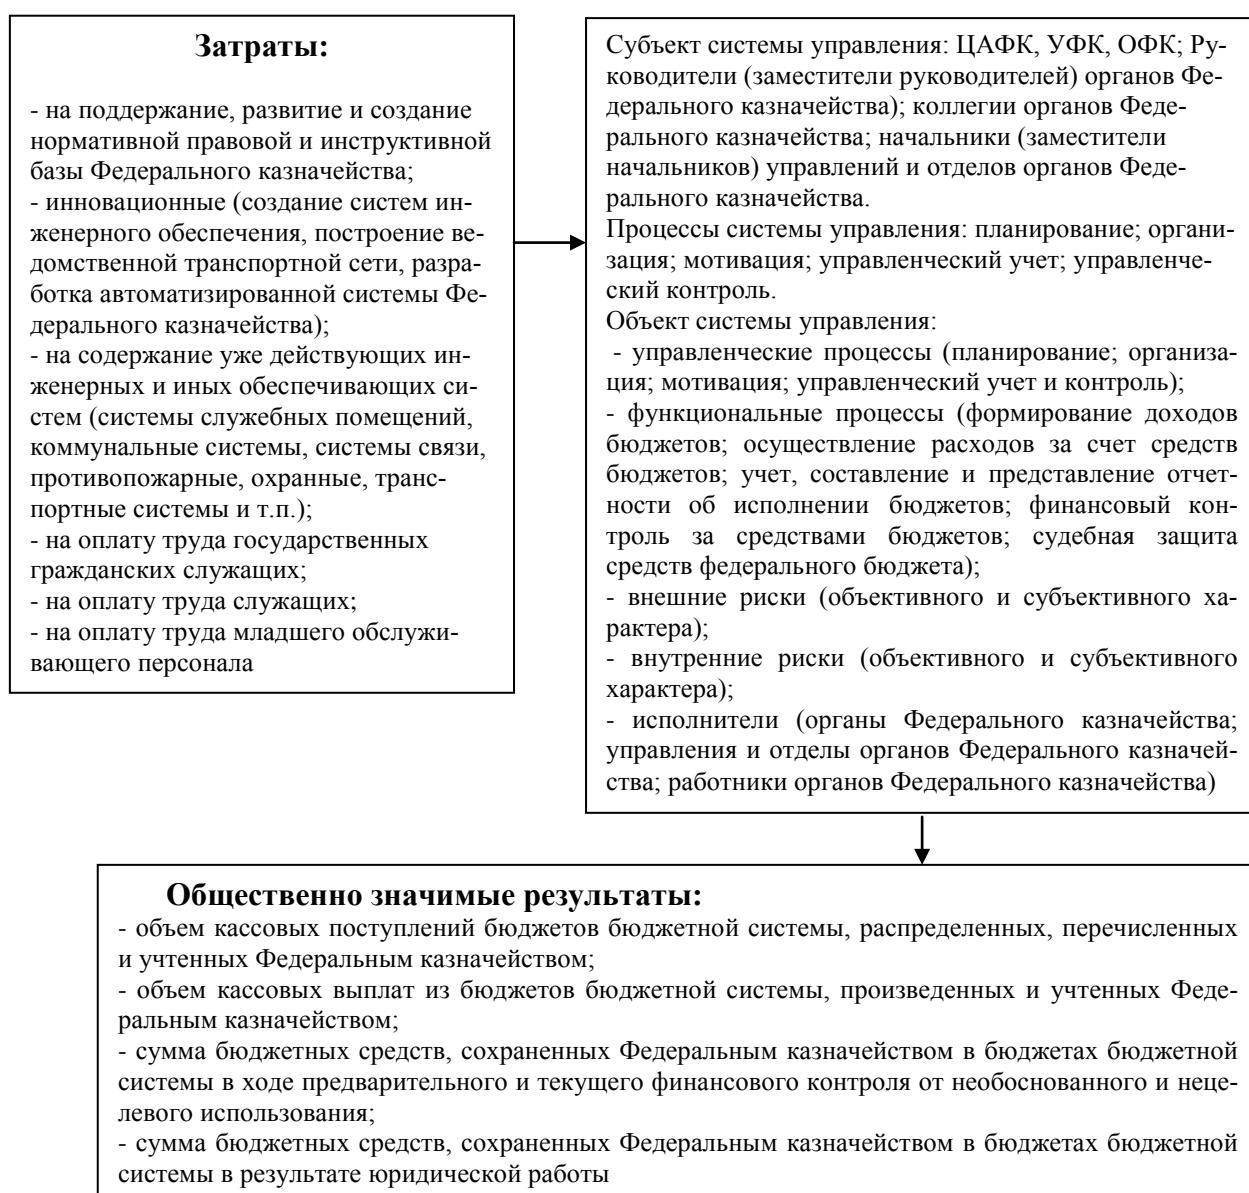 Затраты:
- на поддержание, развитие и создание
нормативной правовой и инструктивной
базы Федерального казначейства;
- инновационные (создание систем ин-
женерного обеспечения, построение ве-
домственной транспортной сети, разра-
ботка автоматизированной системы Фе-
дерального казначейства);
- на содержание уже действующих ин-
женерных и иных обеспечивающих си-
стем (системы служебных помещений,
коммунальные системы, системы связи,
противопожарные, охранные, транс-
портные системы и т.п.);
- на оплату труда государственных
гражданских служащих;
- на оплату труда служащих;
- на оплату труда младшего обслужи-
вающего персонала
Субъект системы управления: ЦАФК, УФК, ОФК; Ру-
ководители (заместители руководителей) органов Фе-
дерального казначейства); коллегии органов Феде-
рального казначейства; начальники (заместители
начальников) управлений и отделов органов Феде-
рального казначейства.
Процессы системы управления: планирование; органи-
зация; мотивация; управленческий учет; управленче-
ский контроль.
Объект системы управления:
- управленческие процессы (планирование; организа-
ция; мотивация; управленческий учет и контроль);
- функциональные процессы (формирование доходов
бюджетов; осуществление расходов за счет средств
бюджетов; учет, составление и представление отчет-
ности об исполнении бюджетов; финансовый кон-
троль за средствами бюджетов; судебная защита
средств федерального бюджета);
- внешние риски (объективного и субъективного ха-
рактера);
- внутренние риски (объективного и субъективного
характера);
- исполнители (органы Федерального казначейства;
управления и отделы органов Федерального казначей-
ства; работники органов Федерального казначейства)
Общественно значимые результаты:
- объем кассовых поступлений бюджетов бюджетной системы, распределенных, перечисленных
и учтенных Федеральным казначейством;
- объем кассовых выплат из бюджетов бюджетной системы, произведенных и учтенных Феде-
ральным казначейством;
- сумма бюджетных средств, сохраненных Федеральным казначейством в бюджетах бюджетной
системы в ходе предварительного и текущего финансового контроля от необоснованного и неце-
левого использования;
- сумма бюджетных средств, сохраненных Федеральным казначейством в бюджетах бюджетной
системы в результате юридической работы